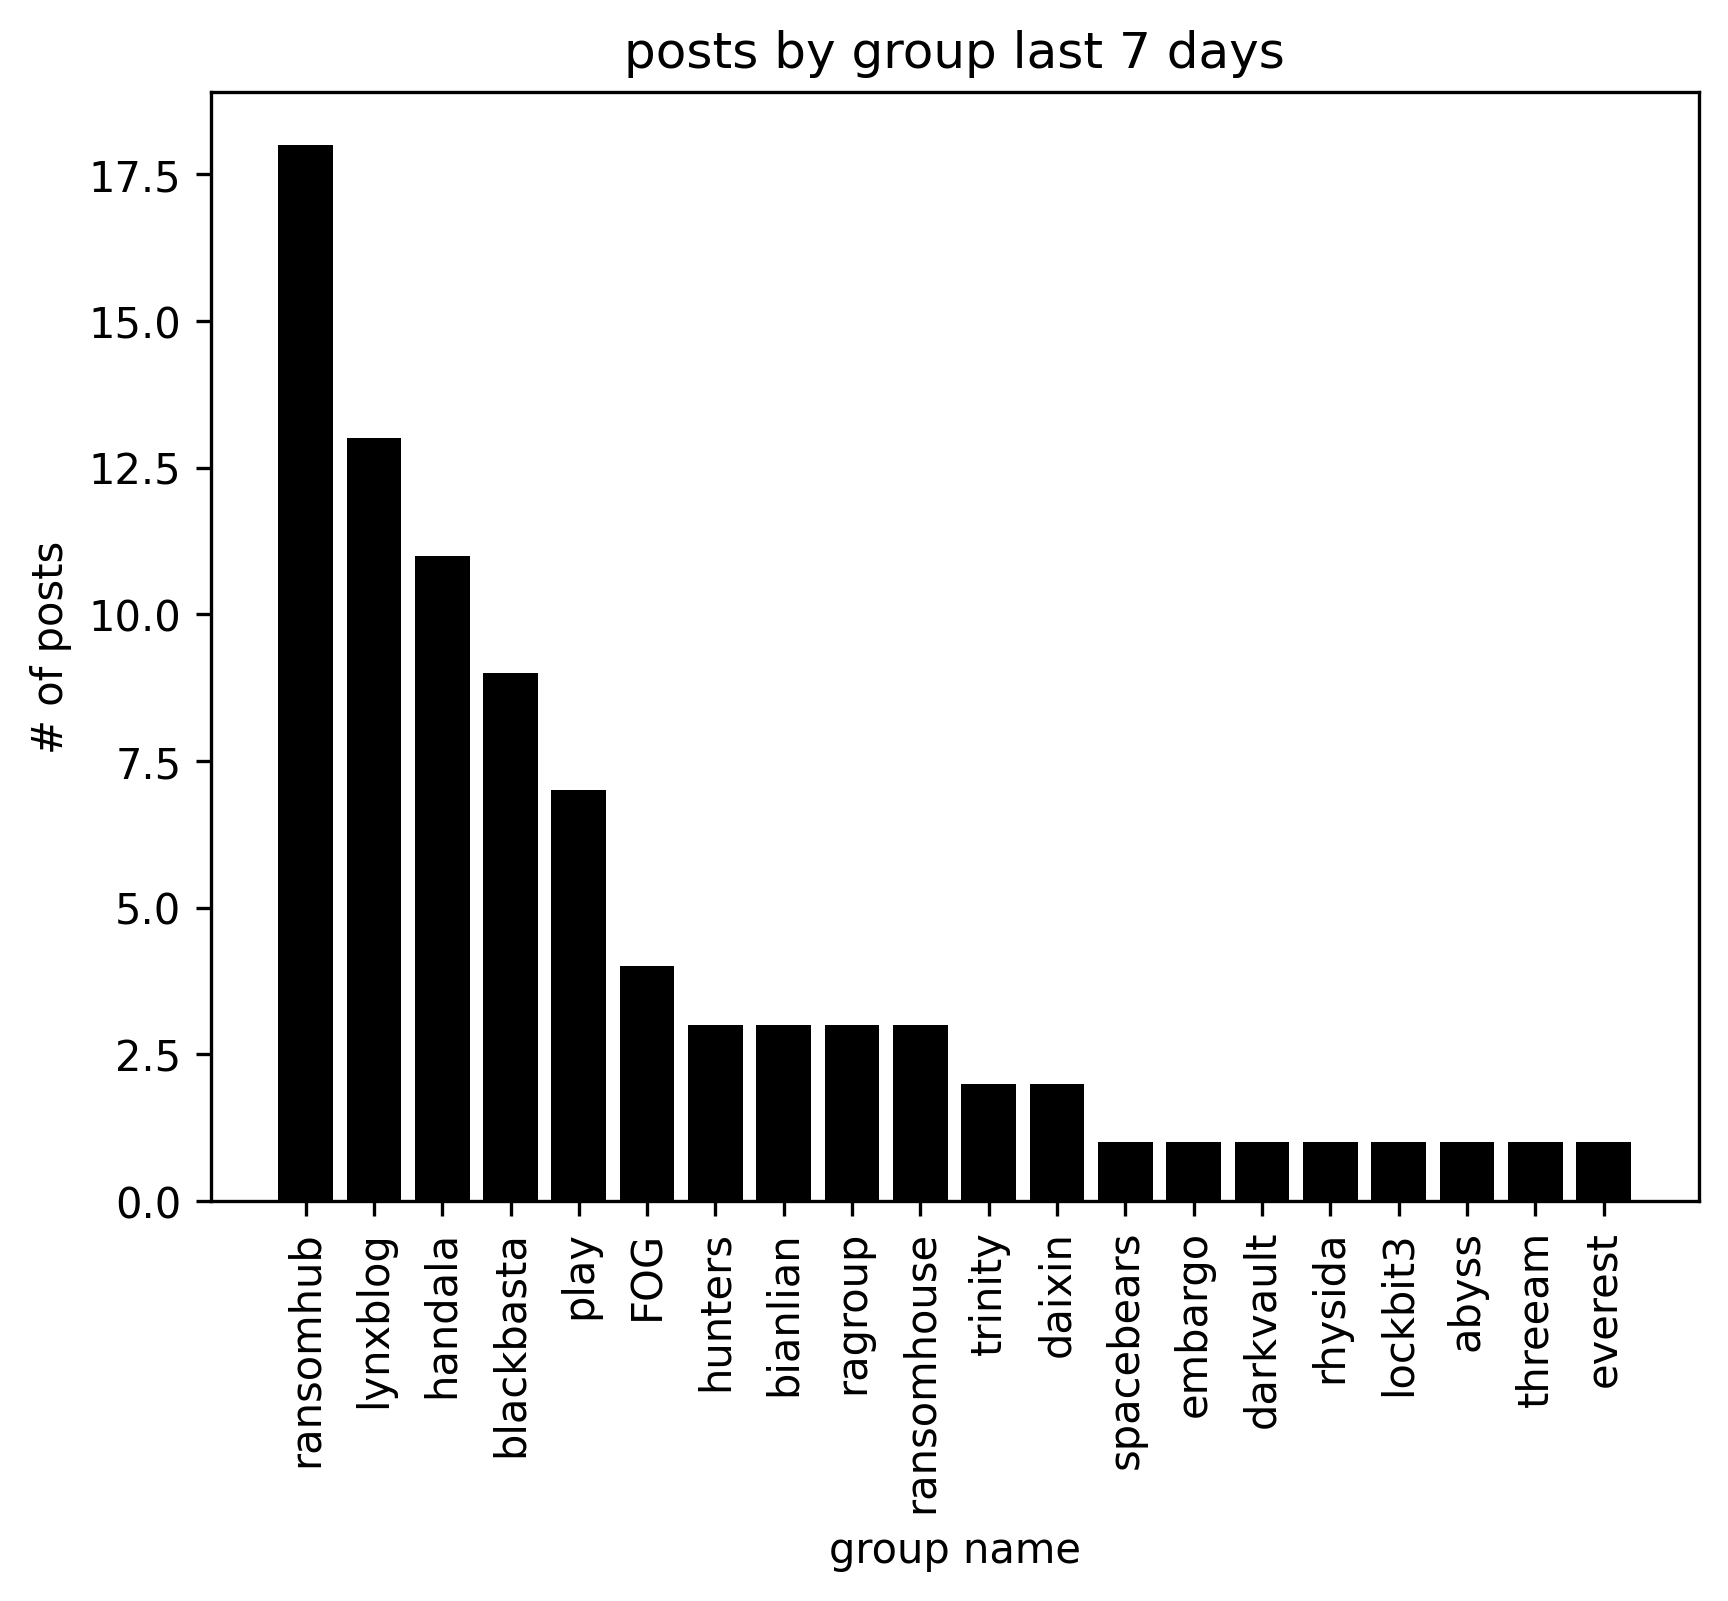 posts by group last 7 days
17.5
15.0
12.5
10.0
7.5
5.0
2.5
0.0
# of posts
ransomhub
lynxblog
handala
blackbasta
play
FOG
hunters
bianlian
ragroup
ransomhouse
trinity
daixin
spacebears
embargo
darkvault
rhysida
lockbit3
abyss
threeam
everest
group name